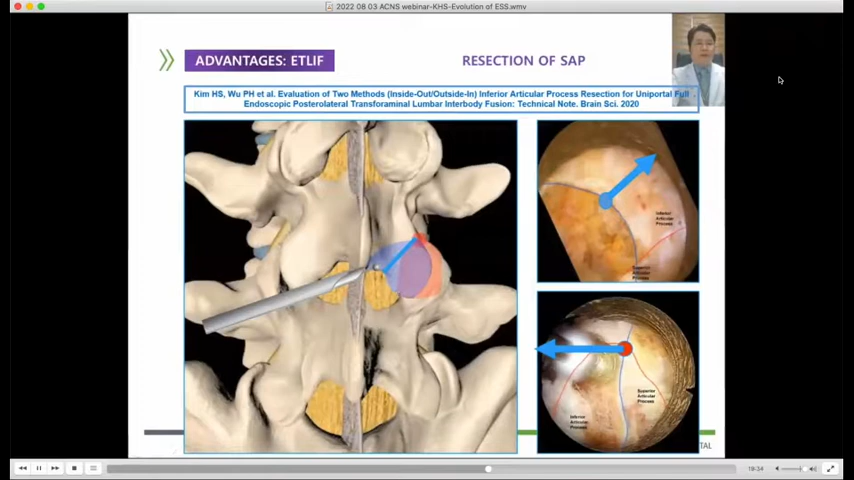 2022 08 03 ACNS webinar-KHS-Evolution of ESS.wmv
ADVANTAGES: ETLIF
RESECTION OF SAP
Kim HS, Wu PH et al. Evaluation of Two Methods (Inside-Out/Outside-In) Inferior Articular Process Resection for Uniportal Full
Endoscopic Posterolateral Transforaminal Lumbar Interbody Fusion: Technical Note. Brain Sci. 2020
Inferior
Articular
Process
Superior
Articular
Process
Superior
Articular
Process
Inferior
Articular
Process
19:34